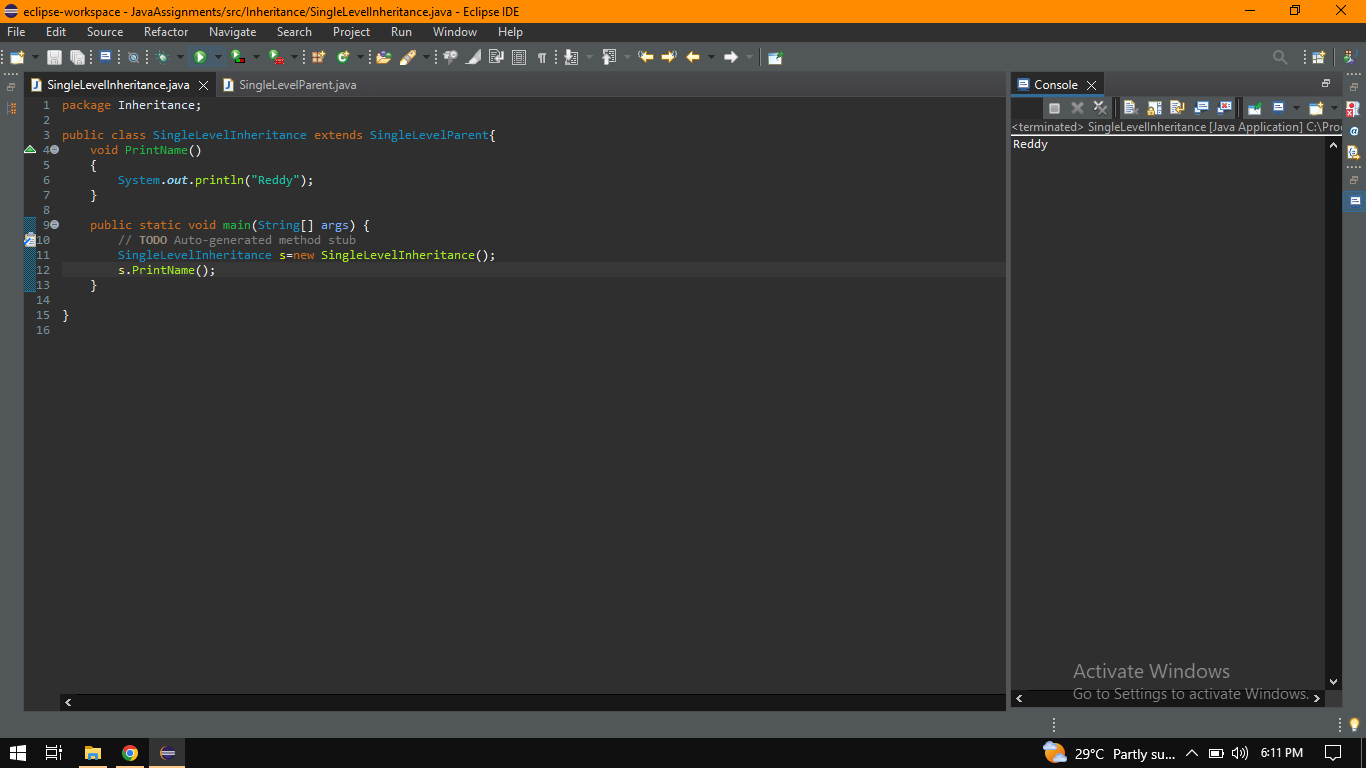 eclipse-workspace - JavaAssignments/src/Inheritance/SingleLevelInheritance.java - Eclipse IDE
File Edit Source Refactor Navigate Search Project Run Window Help
SingleLevelInheritance.java SingleLevelParent.java
1 package Inheritance;
2
3 public class SingleLevelInheritance extends SingleLevelParent{
4 void PrintName()
5 {
6 System.out.println("Reddy");
7 }
8
9 public static void main(String[] args) {
10 // TODO Auto-generated method stub
11 SingleLevelInheritance s=new SingleLevelInheritance();
12 s.PrintName();
13 }
14
15 }
16
Console
<terminated> SingleLevelInheritance [Java Application] C:\Pro
Reddy
Activate Windows
Go to Settings to activate Windows.
29°C Partly su... 6:11 PM